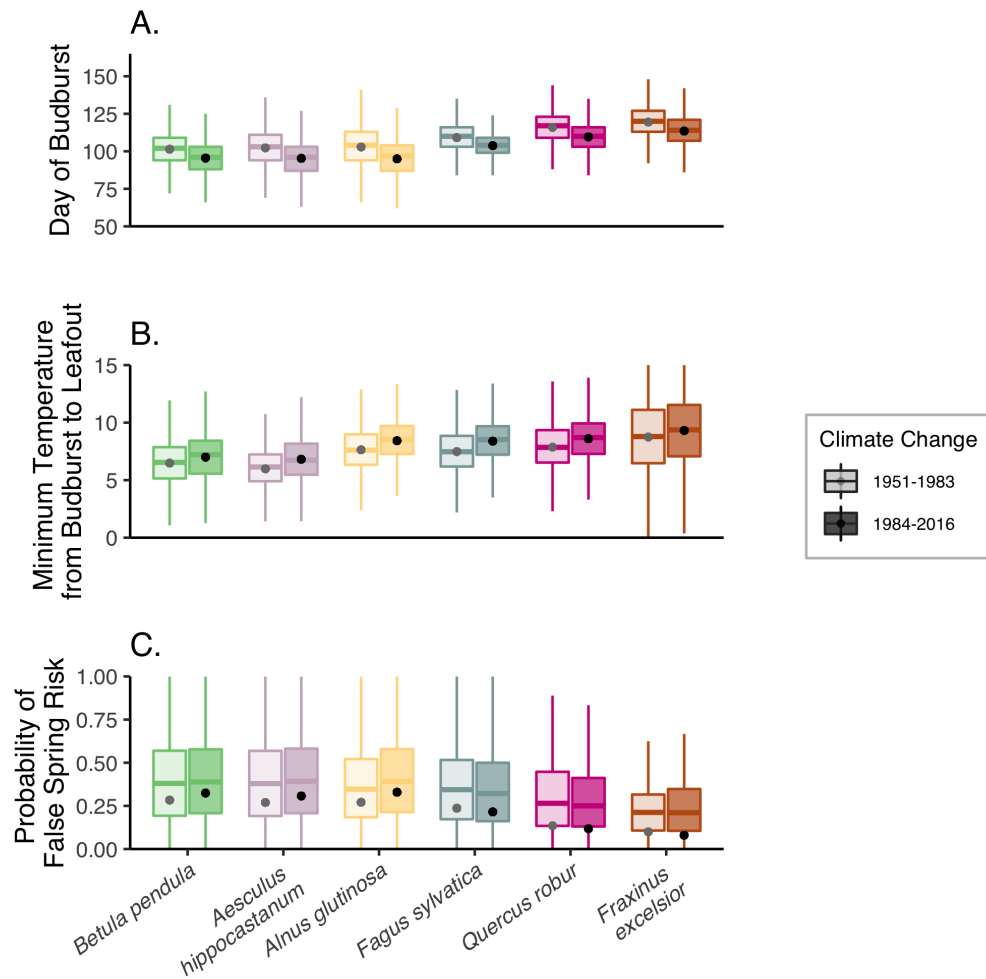 A.
Day of Budburst
150
125
100
75
50
B.
Minimum Temperature
from Budburst to Leafout
15
10
5
0
C.
Probability of
False Spring Risk
1.00
0.75
0.50
0.25
0.00
Betula pendula
Aesculus
hippocastanum
Alnus glutinosa
Fagus sylvatica
Quercus robur
Fraxinus
excelsior
Climate Change
1951-1983
1984-2016